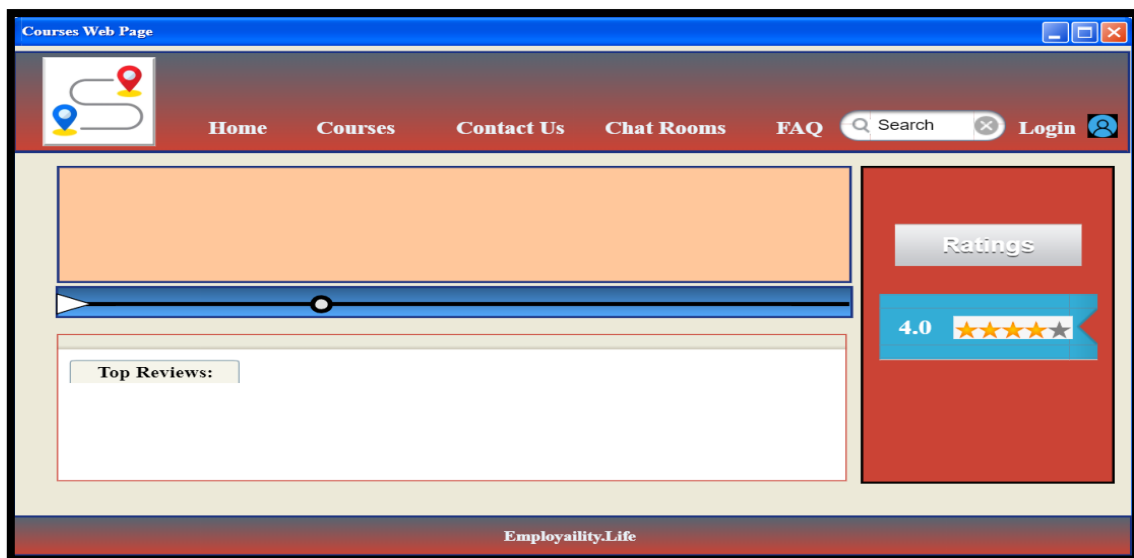 Courses Web Page
Home Courses Contact Us Chat Rooms FAQ Search Login
Ratings
4.0
Top Reviews:
Employaility.Life